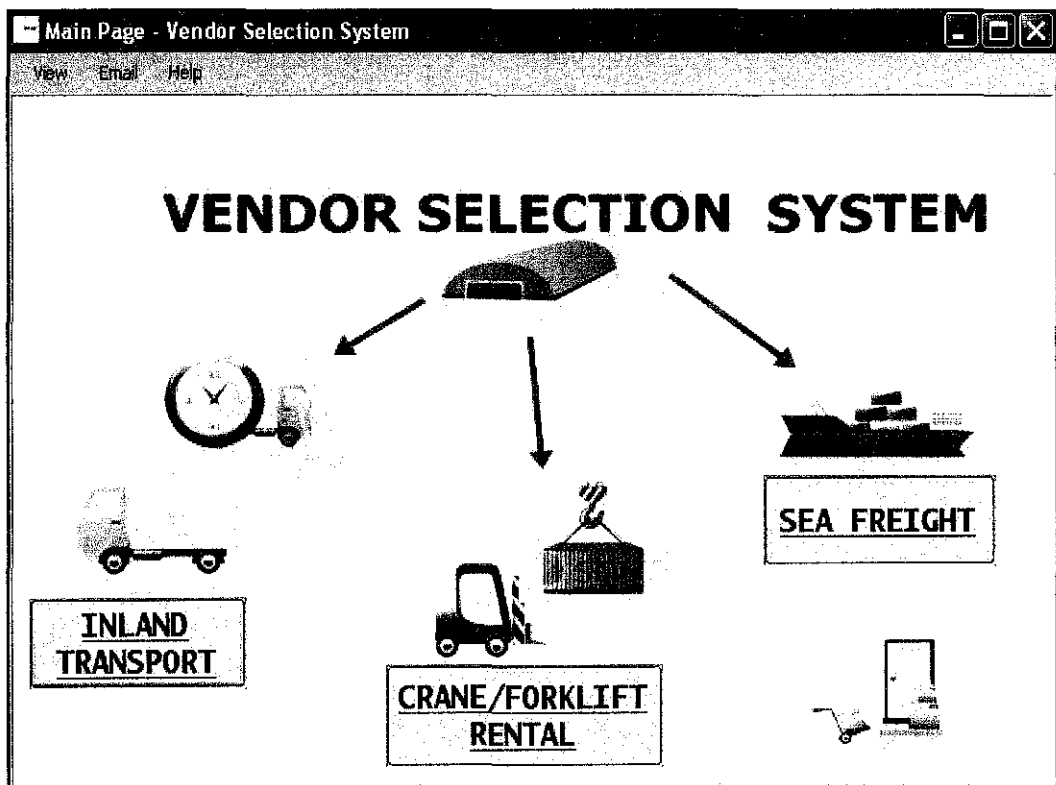 Main Page - Vendor Selection System
View Email Help
VENDOR SELECTION SYSTEM
SEA FREIGHT
INLAND
TRANSPORT
CRANE/FORKLIFT
RENTAL